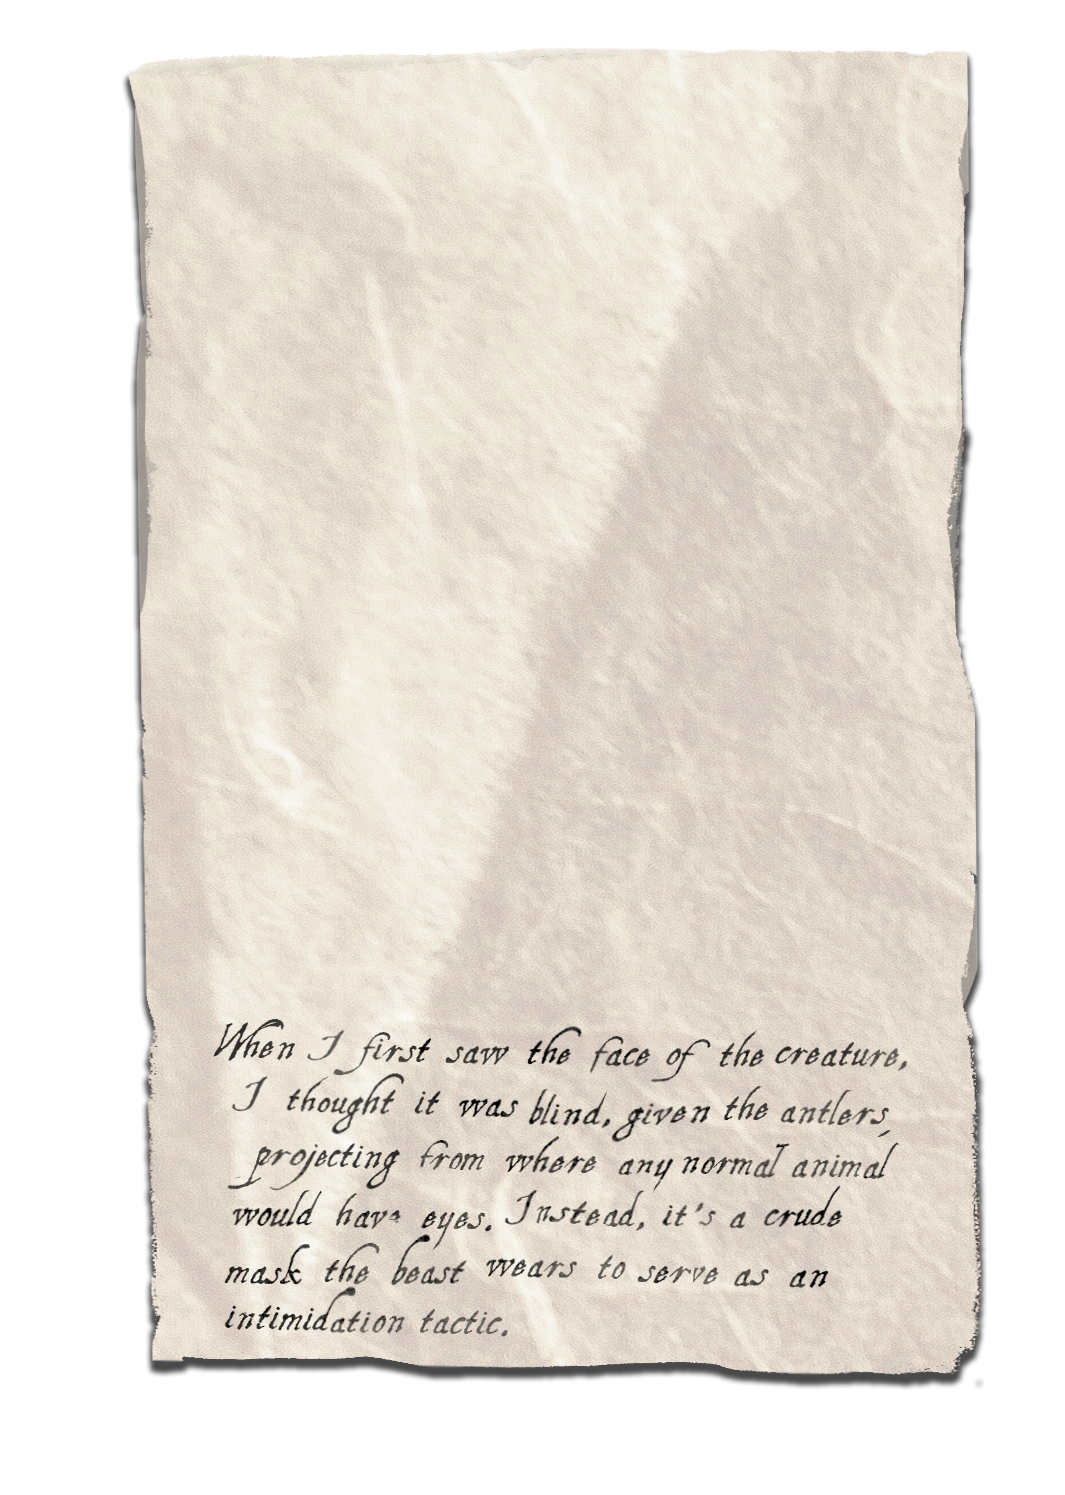 When I first saw the face of the creature,
I thought it was blind, given the antlers
projecting from where any normal animal
would have eyes. Instead, it's a crude
mask the beast wears to serve as an
intimidation tactic.